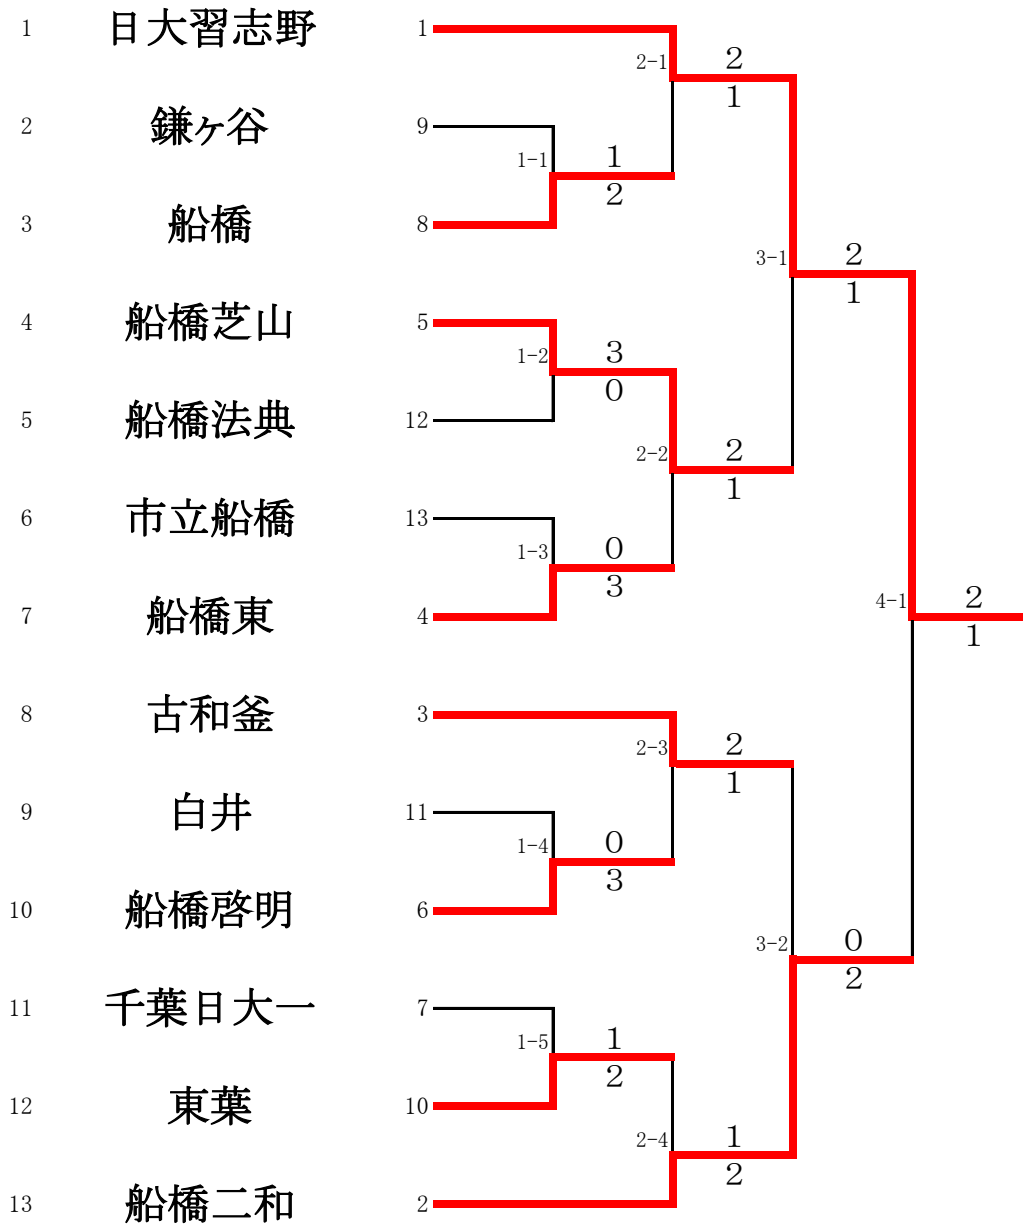 1 日大習志野 1
2-1 2
1
2 鎌ヶ谷 9
1-1 1
2
3 船橋 8
3-1 2
1
4 船橋芝山 5
1-2 3
0
5 船橋法典 12
2-2 2
1
6 市立船橋 13
1-3 0
3
7 船橋東 4
4-1 2
1
8 古和釜 3
2-3 2
1
9 白井 11
1-4 0
3
10 船橋啓明 6
3-2 0
2
11 千葉日大一 7
1-5 1
2
12 東葉 10
2-4 1
2
13 船橋二和 2